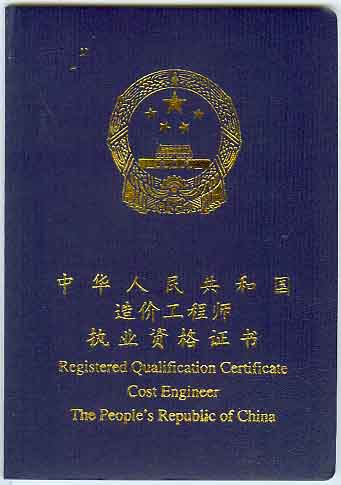 中华人民共和国
造价工程师
执业资格证书
Registered Qualification Certificate
Cost Engineer
The People's Republic of China